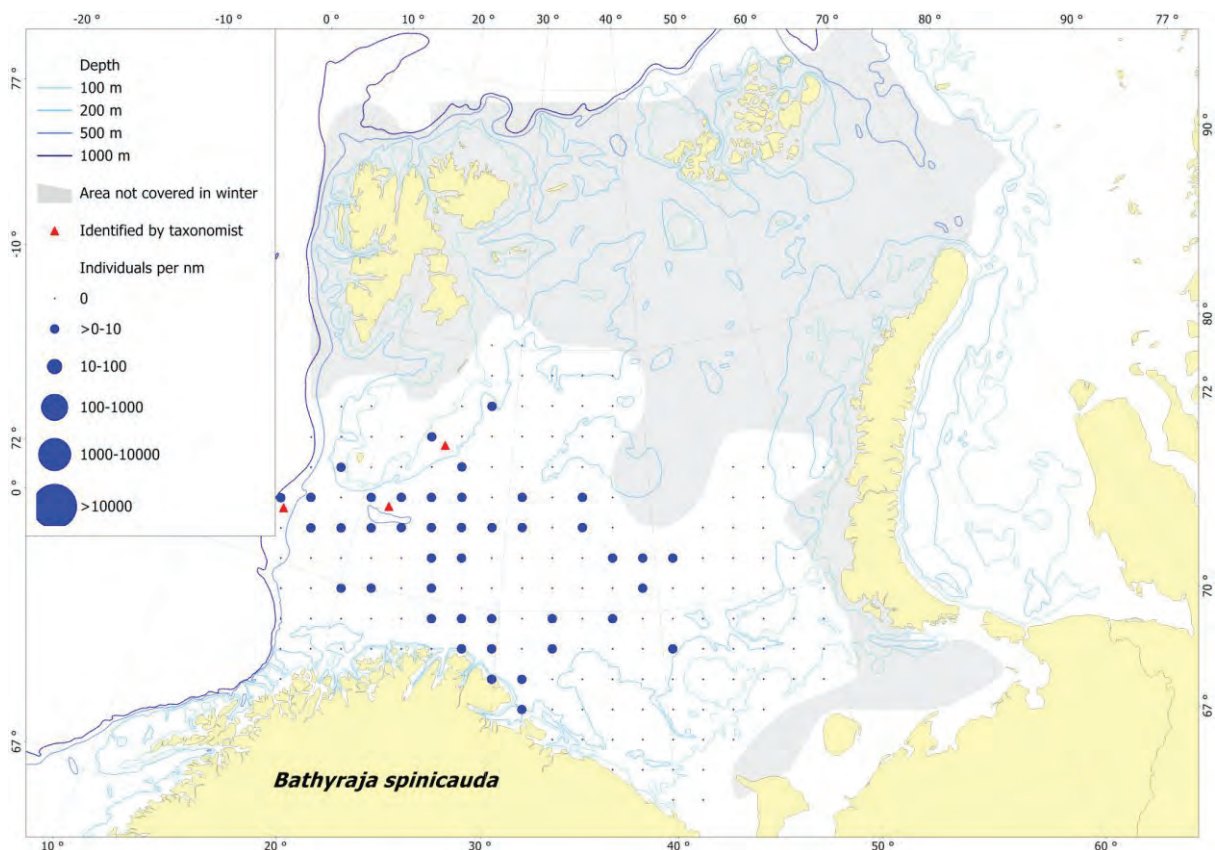 -20 ° -10 ° 0 ° 10 ° 20 ° 30 ° 40 ° 50 ° 60 ° 70 ° 80 ° 90 ° 77 °
77 °
-10 °
72 °
0 °
67 °
Depth
100 m
200 m
500 m
1000 m
Area not covered in winter
Identified by taxonomist
Individuals per nm
0
>0-10
10-100
100-1000
1000-10000
>10000
90 °
80 °
72 °
70 °
67 °
Bathyraja spinicauda
10 ° 20 ° 30 ° 40 ° 50 ° 60 °